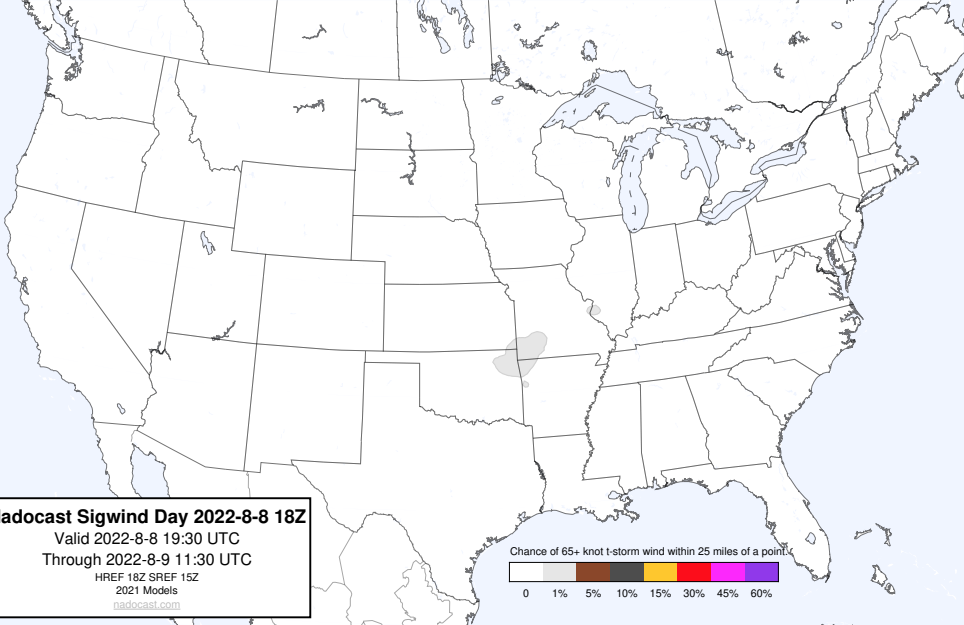 adocast Sigwind Day 2022-8-8 18Z
Valid 2022-8-8 19:30 UTC
Through 2022-8-9 11:30 UTC
HREF 18Z SREF 15Z
2021 Models
nadocast.com
Chance of 65+ knot t-storm wind within 25 miles of a point.
0 1% 5% 10% 15% 30% 45% 60%